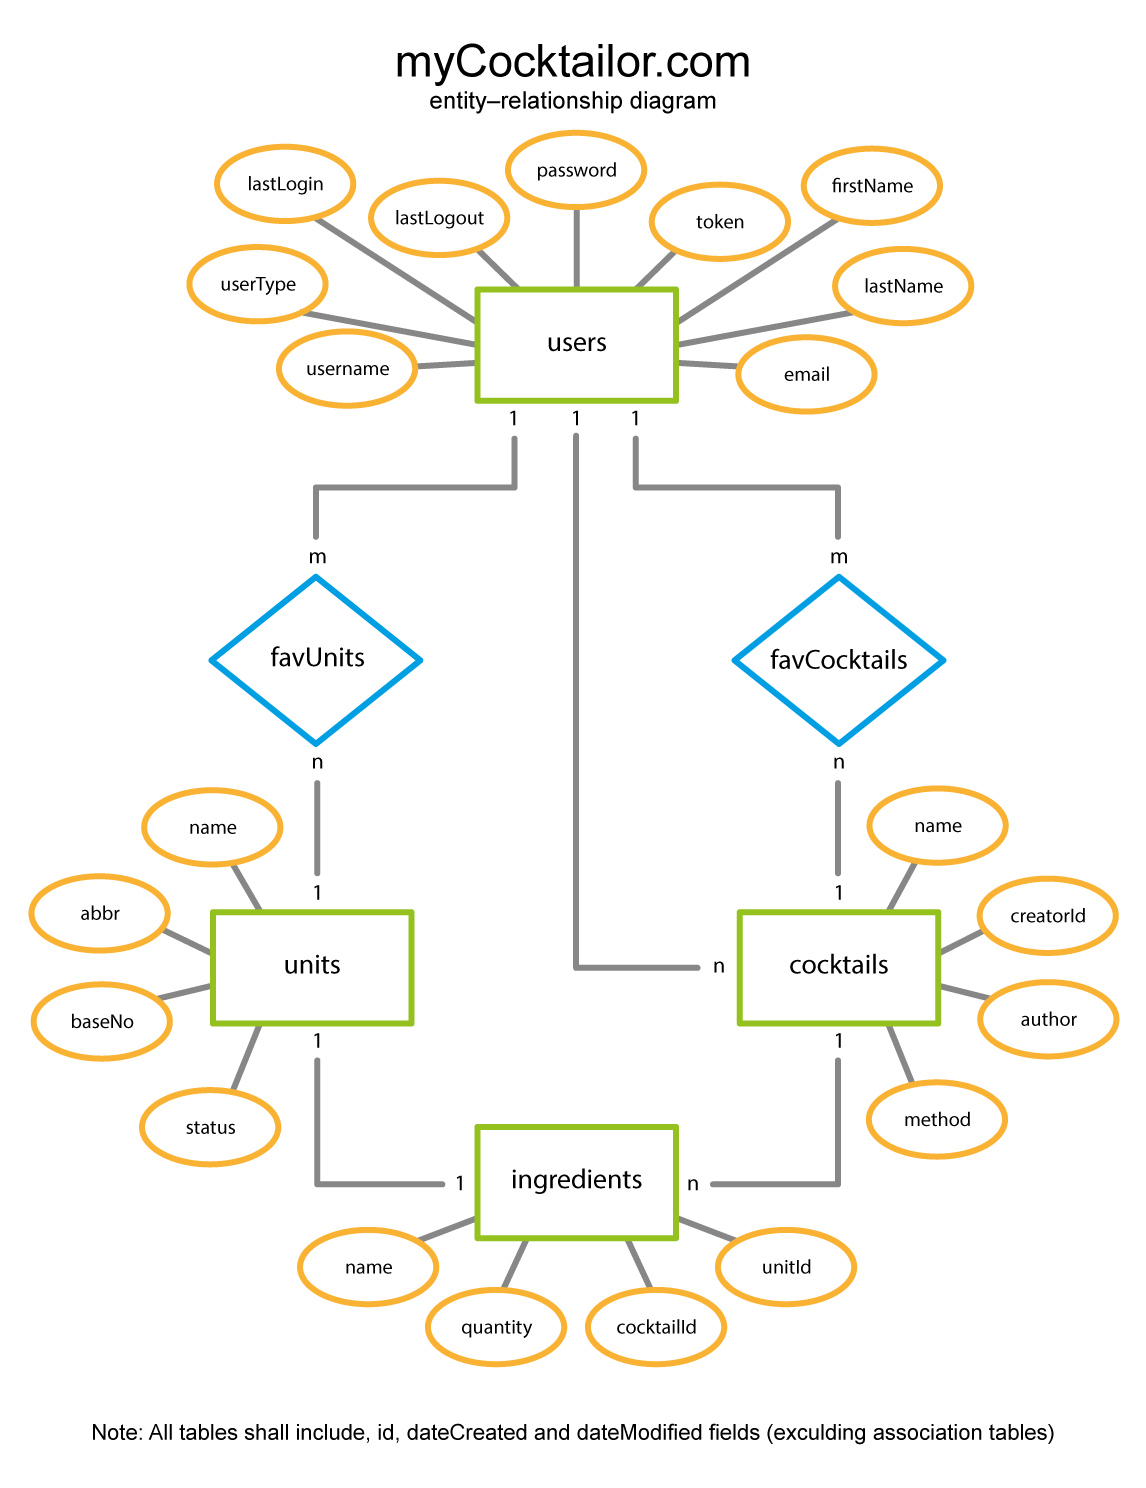 myCocktailor.com
entity–relationship diagram
password
lastLogin
firstName
lastLogout
token
userType
lastName
users
username
email
1
1
1
m
m
favUnits
favCocktails
n
n
name
name
1
1
abbr
creatorId
units
n
cocktails
baseNo
author
1
1
status
method
ingredients
1
n
name
unitId
quantity
cocktailId
Note: All tables shall include, id, dateCreated and dateModified fields (exculding association tables)